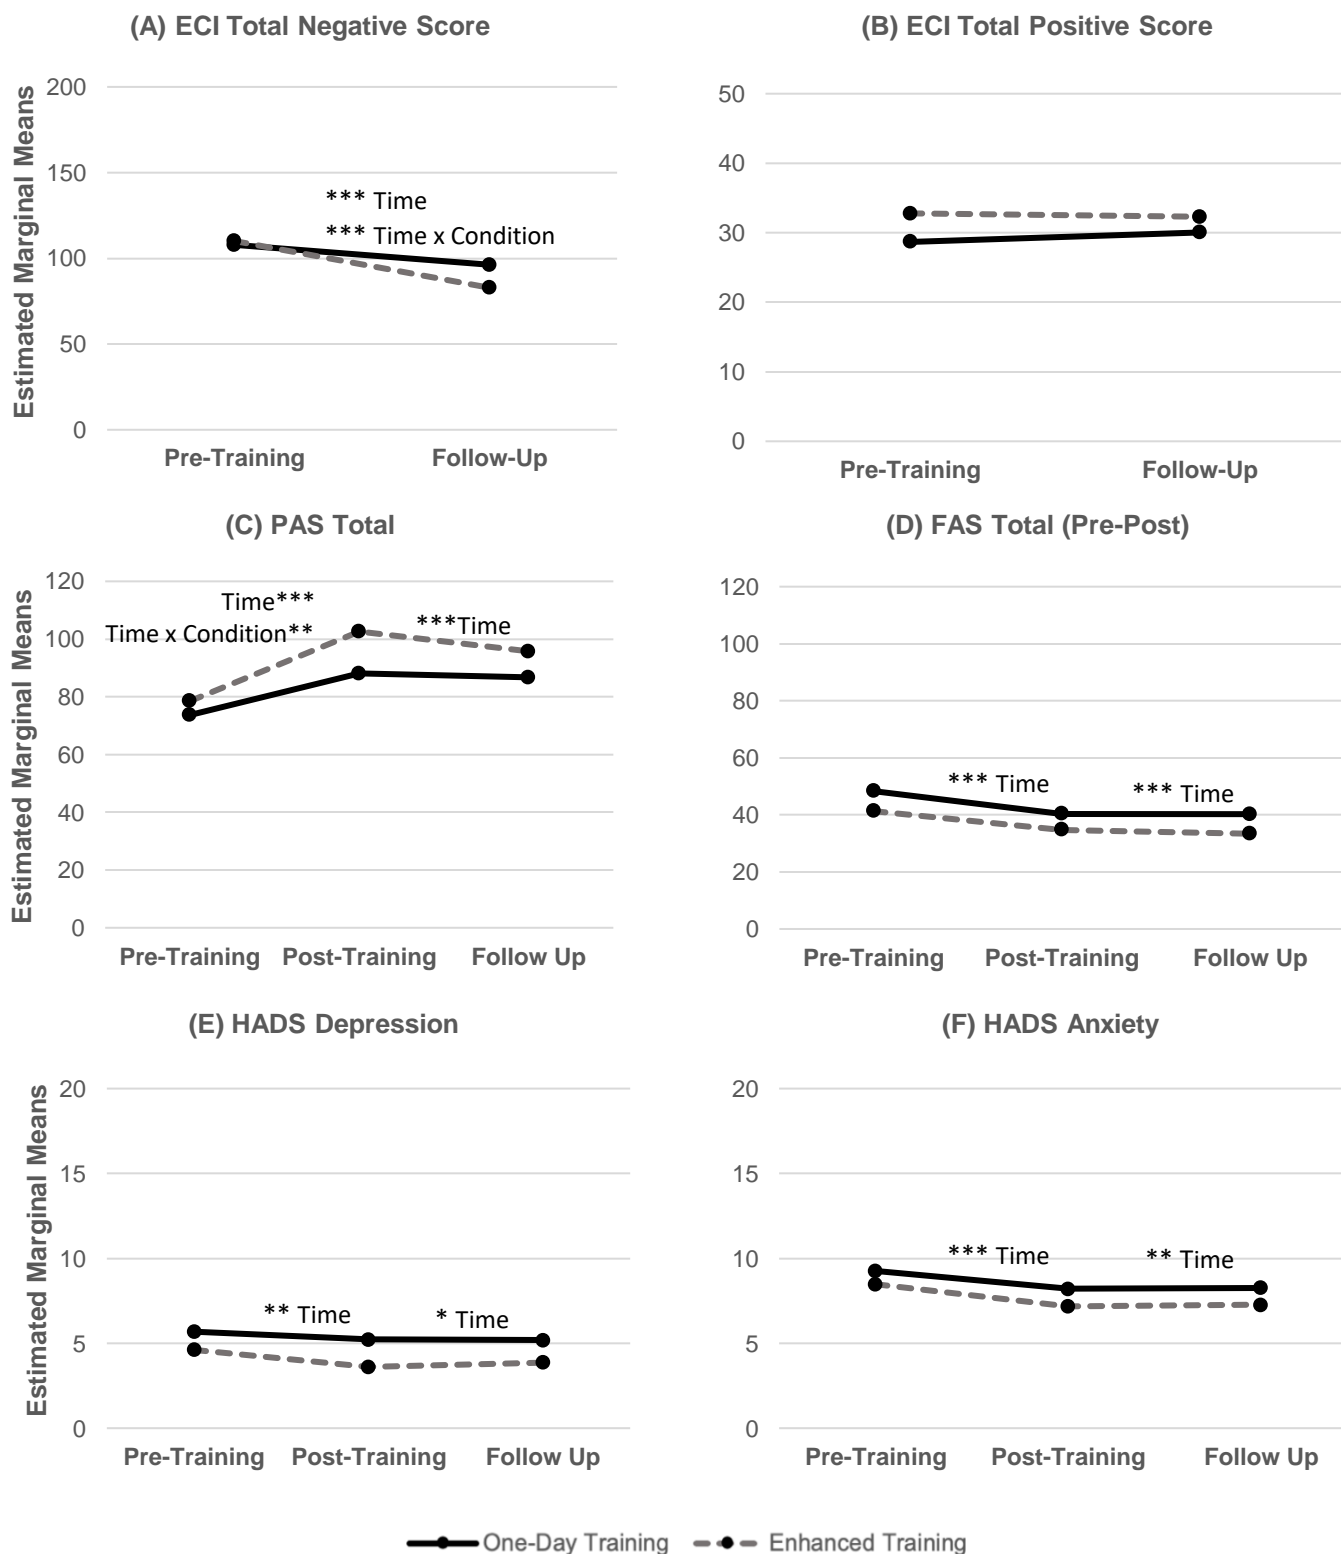 (A) ECI Total Negative Score
Estimated Marginal Means
200
150
100
50
0
*** Time
*** Time x Condition
Pre-Training Follow-Up
(B) ECI Total Positive Score
50
40
30
20
10
0
Pre-Training Follow-Up
(C) PAS Total
Estimated Marginal Means
120
100
80
60
40
20
0
Time***
Time x Condition**
***Time
Pre-Training Post-Training Follow Up
(D) FAS Total (Pre-Post)
120
100
80
60
40
20
0
*** Time
*** Time
Pre-Training Post-Training Follow Up
(E) HADS Depression
Estimated Marginal Means
20
15
10
5
0
** Time
* Time
Pre-Training Post-Training Follow Up
(F) HADS Anxiety
20
15
10
5
0
*** Time
** Time
Pre-Training Post-Training Follow Up
One-Day Training Enhanced Training